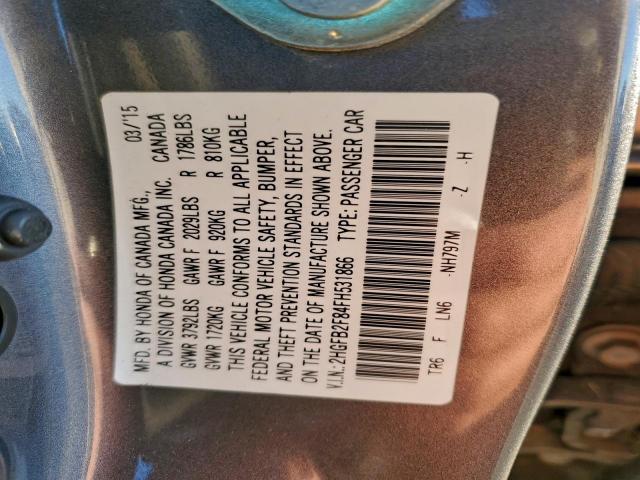 MFD. BY HONDA OF CANADA MFG., 03/15
A DIVISION OF HONDA CANADA INC. CANADA
GVWR 3792LBS GAWR F 2029LBS R 1786LBS
GVWR 1720KG GAWR F 920KG R 810KG
THIS VEHICLE CONFORMS TO ALL APPLICABLE
FEDERAL MOTOR VEHICLE SAFETY, BUMPER,
AND THEFT PREVENTION STANDARDS IN EFFECT
ON THE DATE OF MANUFACTURE SHOWN ABOVE.
V.I.N.: 2HGFB2F84FH531866 TYPE: PASSENGER CAR
TR6 F LN6 -NH797M -Z -H